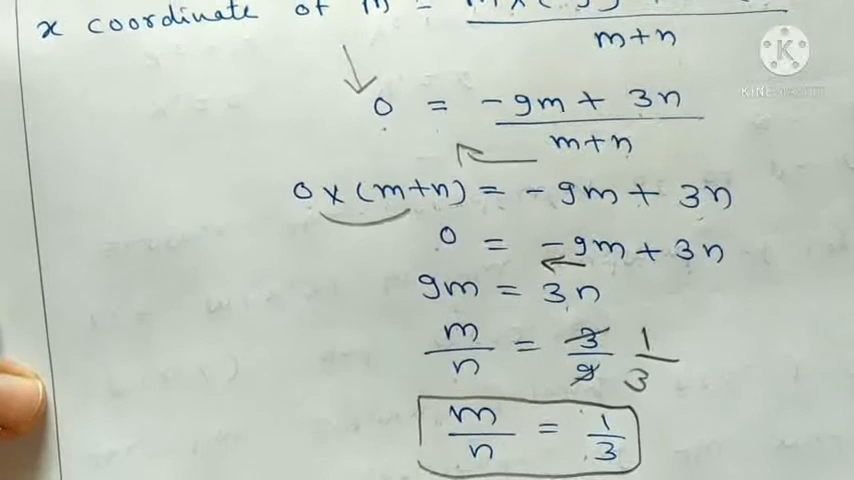 x coordinate of m =
m+n
0 = -9m + 3n
m+n
0 x (m+n) = -9m + 3n
0 = -9m + 3n
9m = 3n
m/n = 3/9 1/3
m/n = 1/3
K